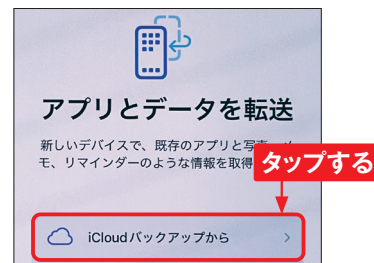 アプリとデータを転送
新しいデバイスで、既存のアプリと写
モ、リマインダーのような情報を取得
タップする
iCloudバックアップから